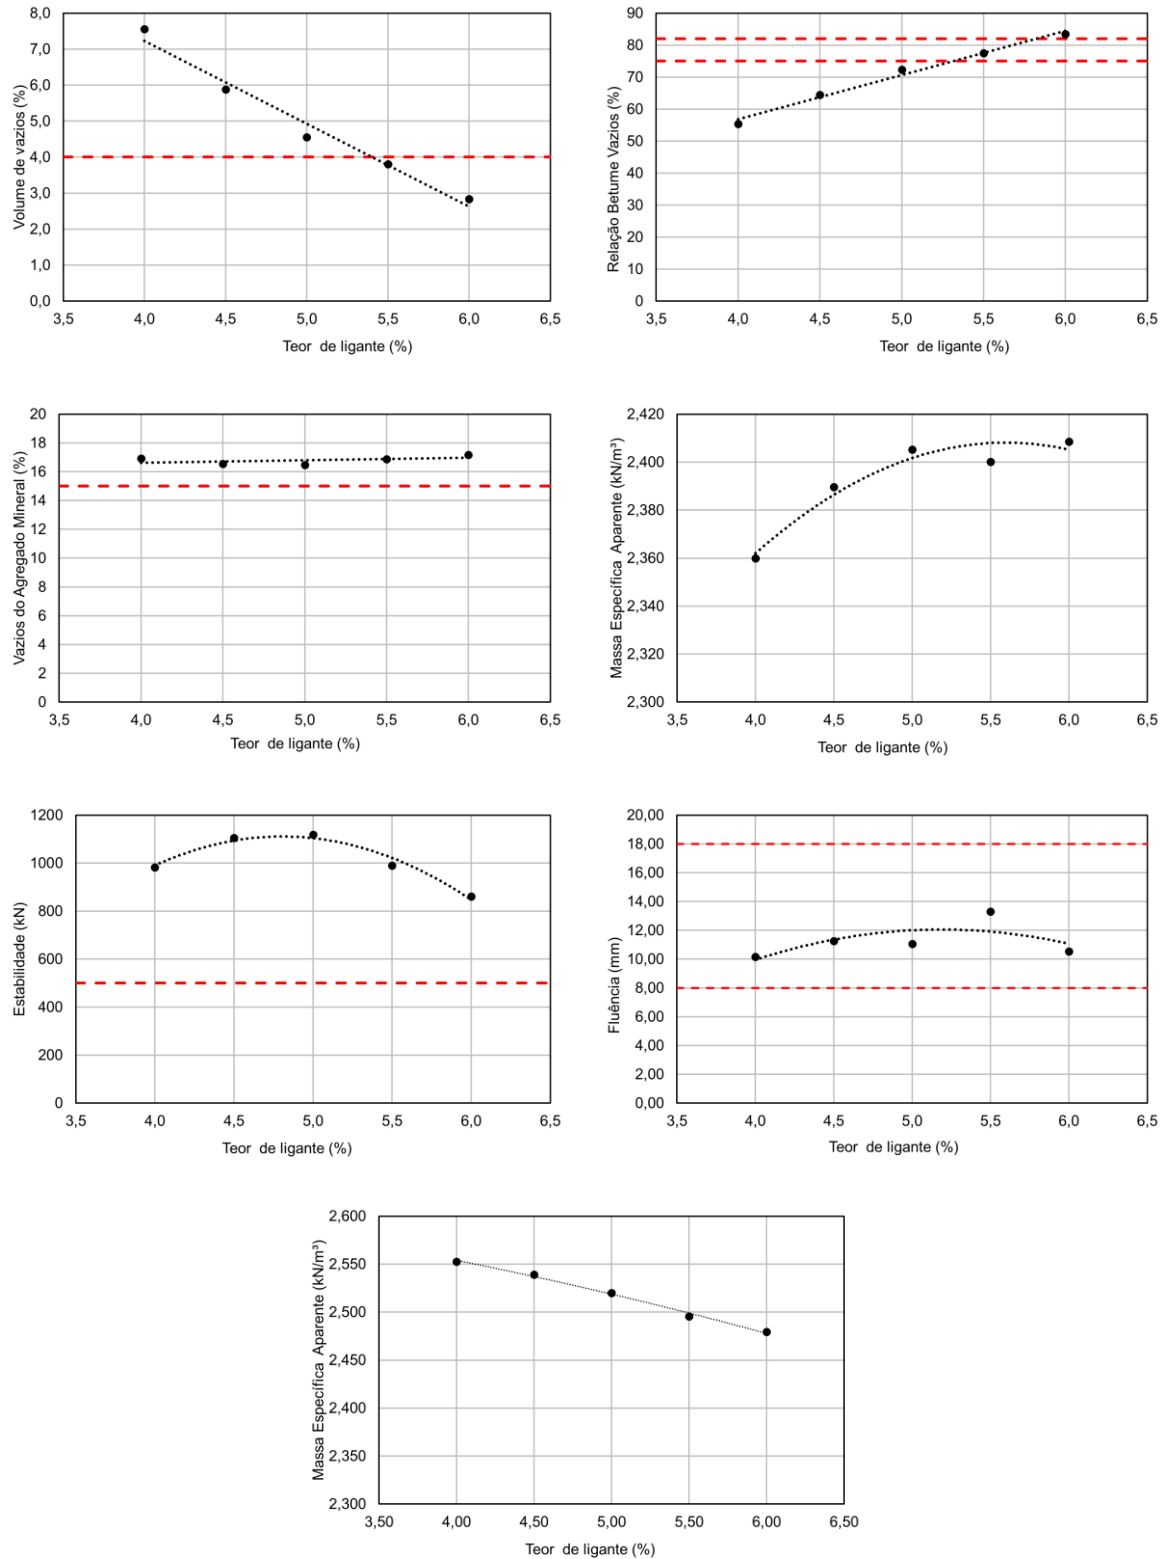 Volume de vazios (%)
8,0
7,0
6,0
5,0
4,0
3,0
2,0
1,0
0,0
3,5 4,0 4,5 5,0 5,5 6,0 6,5
Teor de ligante (%)
Relação Betume Vazios (%)
90
80
70
60
50
40
30
20
10
0
3,5 4,0 4,5 5,0 5,5 6,0 6,5
Teor de ligante (%)
Vazios do Agregado Mineral (%)
20
18
16
14
12
10
8
6
4
2
0
3,5 4,0 4,5 5,0 5,5 6,0 6,5
Teor de ligante (%)
Massa Específica Aparente (kN/m³)
2,420
2,400
2,380
2,360
2,340
2,320
2,300
3,5 4,0 4,5 5,0 5,5 6,0 6,5
Teor de ligante (%)
Estabilidade (kN)
1200
1000
800
600
400
200
0
3,5 4,0 4,5 5,0 5,5 6,0 6,5
Teor de ligante (%)
Fluência (mm)
20,00
18,00
16,00
14,00
12,00
10,00
8,00
6,00
4,00
2,00
0,00
3,5 4,0 4,5 5,0 5,5 6,0 6,5
Teor de ligante (%)
Massa Específica Aparente (kN/m³)
2,600
2,550
2,500
2,450
2,400
2,350
2,300
3,50 4,00 4,50 5,00 5,50 6,00 6,50
Teor de ligante (%)